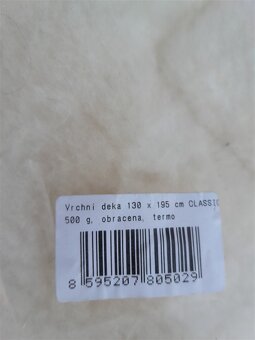 Vrchni deka 130 x 195 cm CLASSIC
500 g, obracena, termo
8 595207 805029